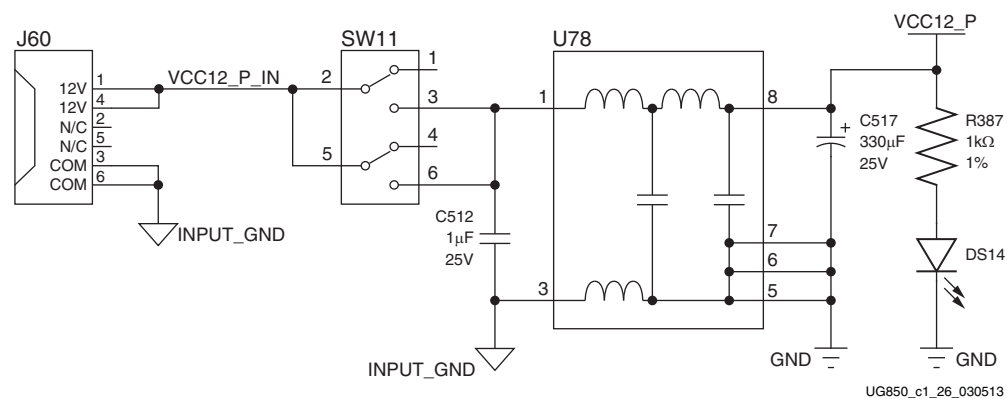 VCC12_P
J60
SW11
U78
12V 1
12V 4
N/C 2
N/C 5
COM 3
COM 6
VCC12_P_IN
INPUT_GND
2
5
1
3
4
6
C512
1µF
25V
INPUT_GND
1
3
8
7
6
5
C517
330µF
25V
+
R387
1kΩ
1%
DS14
GND
GND
UG850_c1_26_030513